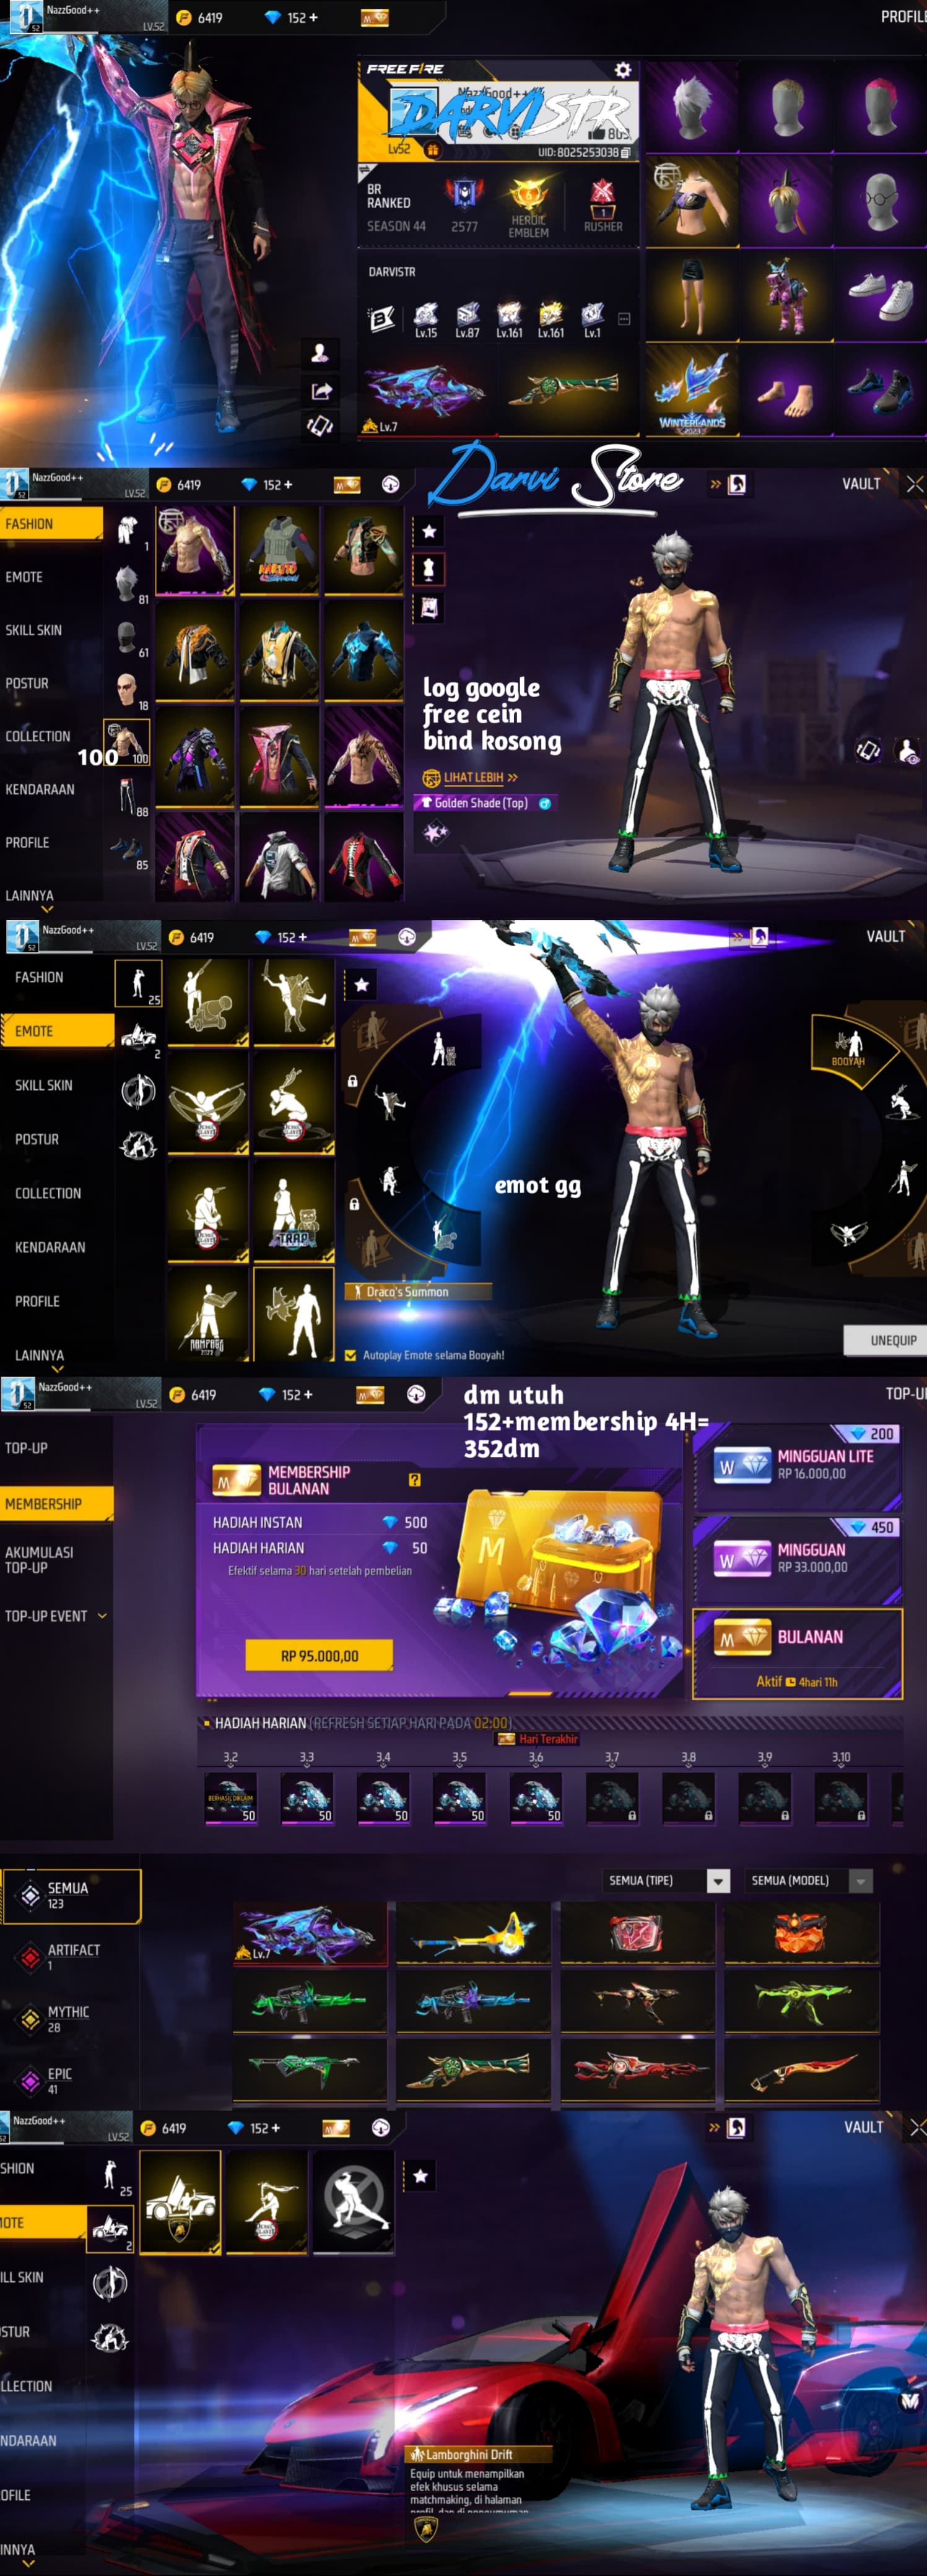 NazzGood++
52
LV.52
6419
152 +
PROFILE
FREE FIRE
DARVISTR
Lv52
UID:8025253038
BR
RANKED
SEASON 44
2577
HEROIC
EMBLEM
1
RUSHER
DARVISTR
Lv.15
Lv.87
Lv.161
Lv.161
Lv.1
Lv.7
WINTERLANDS
2023
Darvi Store
NazzGood++
52
LV.52
6419
152 +
VAULT
FASHION
EMOTE
SKILL SKIN
POSTUR
COLLECTION
KENDARAAN
PROFILE
LAINNYA
1
81
61
18
100
100
88
85
NARUTO
log google
free cein
bind kosong
LIHAT LEBIH >>
Golden Shade (Top)
NazzGood++
52
LV.52
6419
152 +
VAULT
FASHION
EMOTE
SKILL SKIN
POSTUR
COLLECTION
KENDARAAN
PROFILE
LAINNYA
25
2
TRAP
RAMPAGE
BOOYAH
emot gg
Draco's Summon
Autoplay Emote selama Booyah!
UNEQUIP
NazzGood++
52
LV.52
6419
152 +
TOP-U
dm utuh
152+membership 4H=
352dm
TOP-UP
MEMBERSHIP
AKUMULASI
TOP-UP
TOP-UP EVENT
M
MEMBERSHIP
BULANAN
?
HADIAH INSTAN 500
HADIAH HARIAN 50
Efektif selama 30 hari setelah pembelian
RP 95.000,00
M
200
W
MINGGUAN LITE
RP 16.000,00
450
W
MINGGUAN
RP 33.000,00
M
BULANAN
Aktif 4hari 11h
HADIAH HARIAN (REFRESH SETIAP HARI PADA 02:00)
Hari Terakhir
3.2 3.3 3.4 3.5 3.6 3.7 3.8 3.9 3.10
BERHASIL DIKLAIM
50 50 50 50 50
SEMUA
123
ARTIFACT
1
MYTHIC
28
EPIC
41
SEMUA (TIPE)
SEMUA (MODEL)
Lv.7
NazzGood++
52
LV.52
6419
152 +
VAULT
SHION
OTE
ILL SKIN
STUR
LLECTION
NDARAAN
OFILE
INNYA
25
2
Lamborghini Drift
Equip untuk menampilkan
efek khusus selama
matchmaking, di halaman